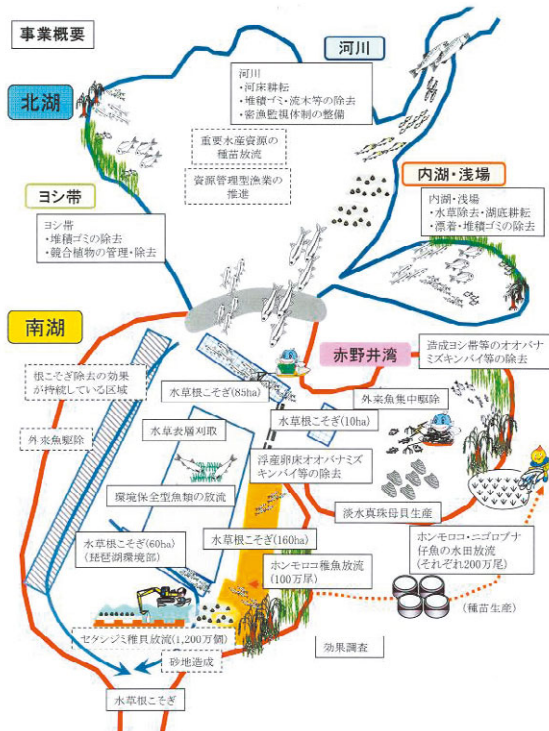 事業概要
河川
北湖
河川
・河床耕耘
・堆積ゴミ・流木等の除去
・密漁監視体制の整備
重要水産資源の
種苗放流
資源管理型漁業の
推進
内湖・浅場
内湖・浅場
・水草除去・湖底耕耘
・漂着・堆積ゴミの除去
ヨシ帯
ヨシ帯
・堆積ゴミの除去
・競合植物の管理・除去
南湖
赤野井湾
造成ヨシ帯等のオオバナ
ミズキンバイ等の除去
根こそぎ除去の効果
が持続している区域
水草根こそぎ(85ha)
外来魚集中駆除
水草根こそぎ(10ha)
外来魚駆除
水草表層刈取
浮産卵床オオバナミズ
キンバイ等の除去
環境保全型魚類の放流
淡水真珠母貝生産
水草根こそぎ(60ha)
(琵琶湖環境部)
水草根こそぎ(160ha)
ホンモロコ稚魚放流
(100万尾)
ホンモロコ・ニゴロブナ
仔魚の水田放流
(それぞれ200万尾)
(種苗生産)
セタシジミ稚貝放流(1,200万個)
砂地造成
効果調査
水草根こそぎ